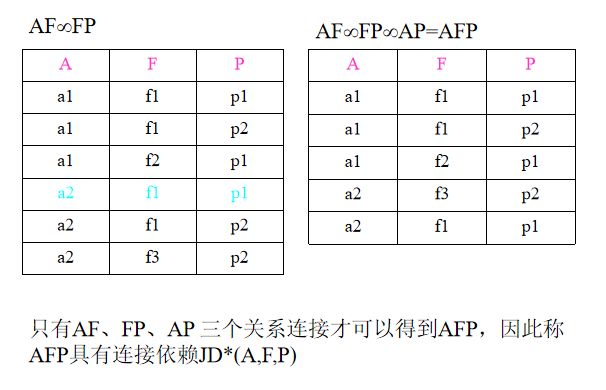 AF∞FP
A F P
a1 f1 p1
a1 f1 p2
a1 f2 p1
a2 f1 p1
a2 f1 p2
a2 f3 p2
AF∞FP∞AP=AFP
A F P
a1 f1 p1
a1 f1 p2
a1 f2 p1
a2 f3 p2
a2 f1 p1
只有AF、FP、AP 三个关系连接才可以得到AFP，因此称
AFP具有连接依赖JD*(A,F,P)